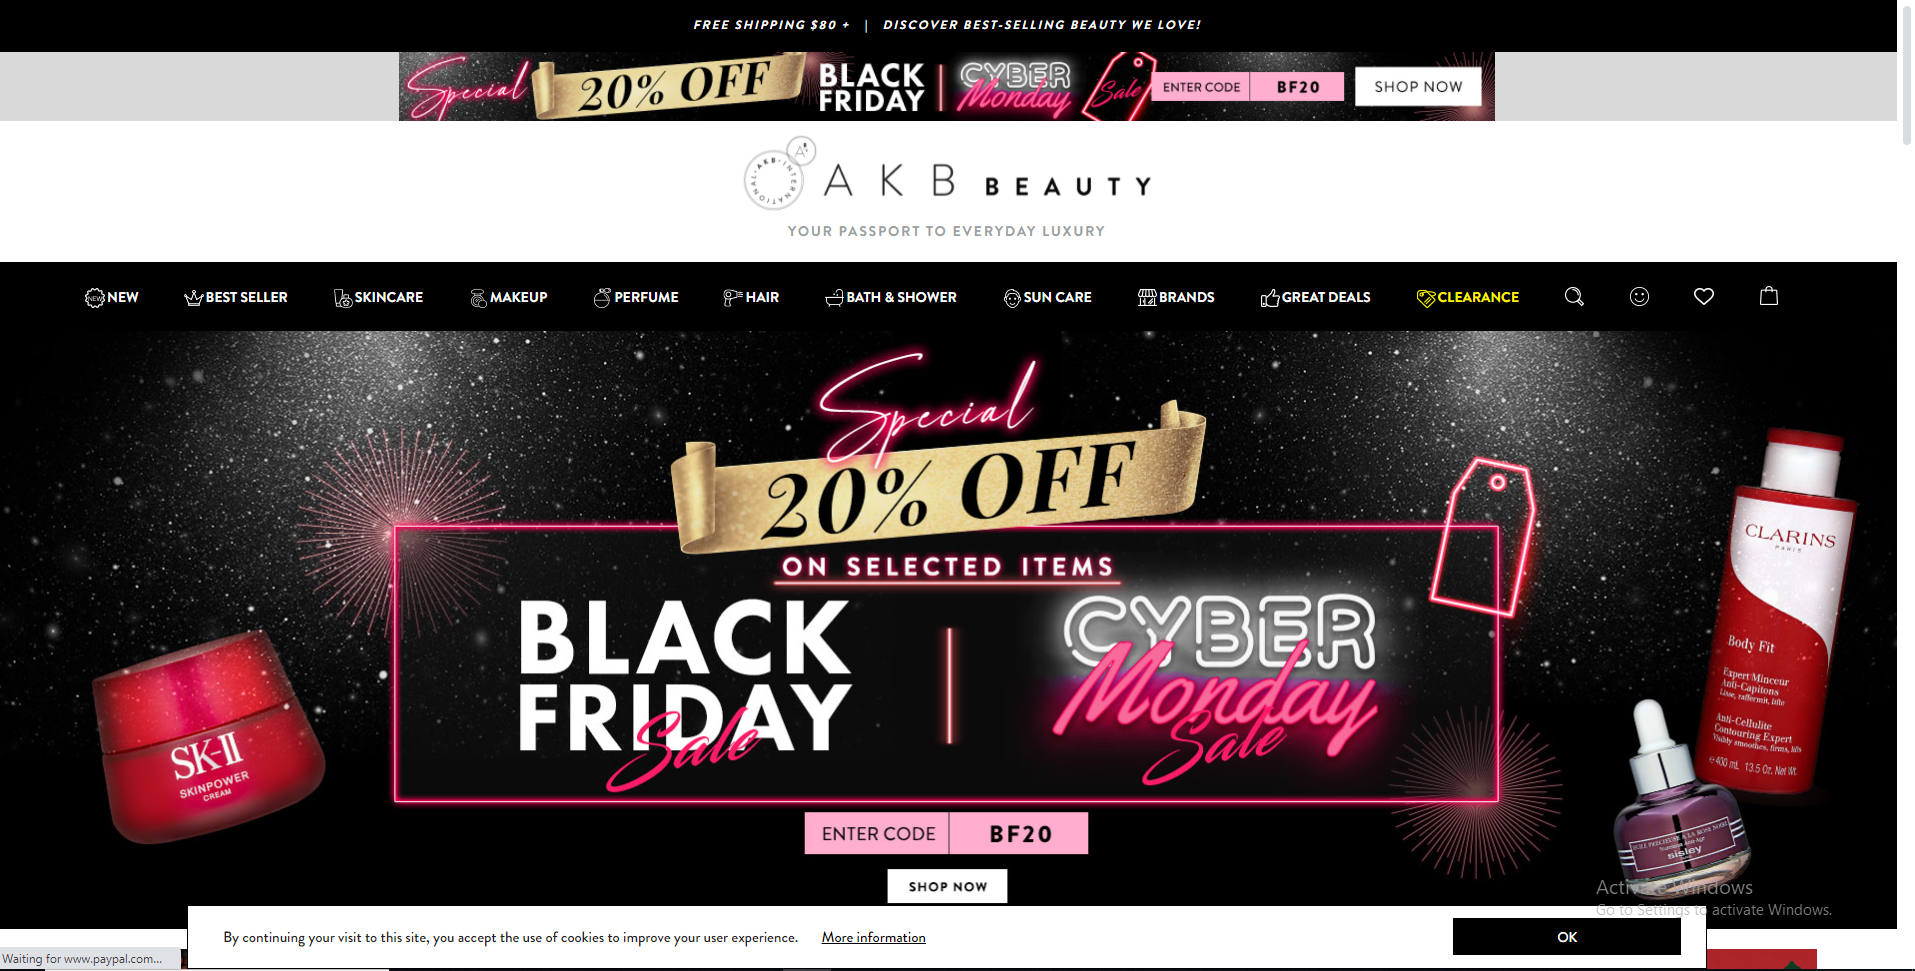 FREE SHIPPING $80 + | DISCOVER BEST-SELLING BEAUTY WE LOVE!
Special 20% OFF BLACK FRIDAY | CYBER Monday Sale ENTER CODE BF20 SHOP NOW
AKB INTERNATIONAL
A K B BEAUTY
YOUR PASSPORT TO EVERYDAY LUXURY
NEW BEST SELLER SKINCARE MAKEUP PERFUME HAIR BATH & SHOWER SUN CARE BRANDS GREAT DEALS CLEARANCE
Special
20% OFF
ON SELECTED ITEMS
BLACK
FRIDAY
Sale
CYBER
Monday
Sale
ENTER CODE BF20
SHOP NOW
SK-II
SKINPOWER
CREAM
CLARINS
PARIS
Body Fit
Expert Minceur
Anti-Capitons
Lisse, raffermit, lifte
Anti-Cellulite
Contouring Expert
Visibly smoothes, firms, lifts
e 400 mL 13.5 Oz. Net Wt.
HUILE PRÉCIEUSE À LA ROSE NOIRE
sisley
Activate Windows
Go to Settings to activate Windows.
By continuing your visit to this site, you accept the use of cookies to improve your user experience. More information OK
Waiting for www.paypal.com...